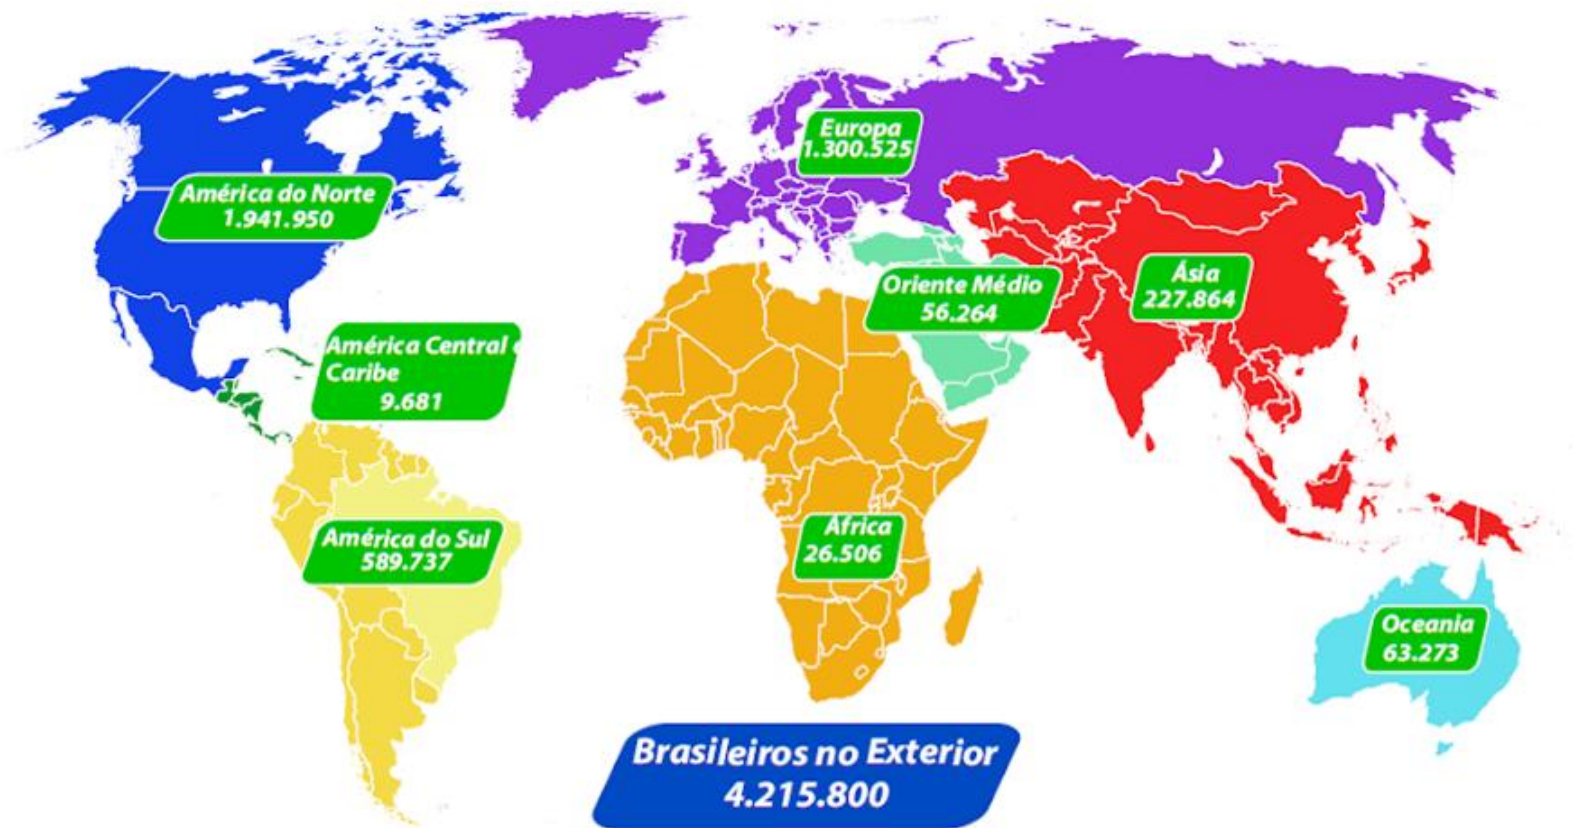 Europa
1.300.525
América do Norte
1.941.950
Oriente Médio
56.264
Ásia
227.864
América Central e
Caribe
9.681
América do Sul
589.737
África
26.506
Oceania
63.273
Brasileiros no Exterior
4.215.800